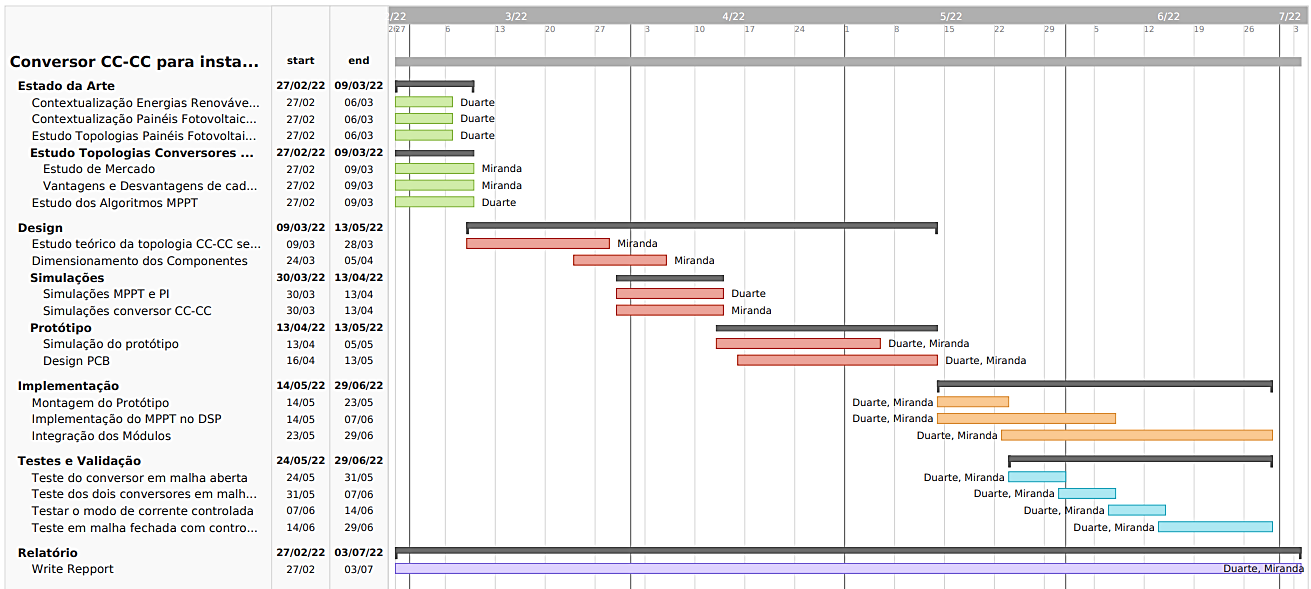 2/22 3/22 4/22 5/22 6/22 7/22
26 27 6 13 20 27 3 10 17 24 1 8 15 22 29 5 12 19 26 3
Conversor CC-CC para insta... start end
Estado da Arte 27/02/22 09/03/22
Contextualização Energias Renováve... 27/02 06/03 Duarte
Contextualização Painéis Fotovoltaic... 27/02 06/03 Duarte
Estudo Topologias Painéis Fotovoltai... 27/02 06/03 Duarte
Estudo Topologias Conversores ... 27/02/22 09/03/22
Estudo de Mercado 27/02 09/03 Miranda
Vantagens e Desvantagens de cad... 27/02 09/03 Miranda
Estudo dos Algoritmos MPPT 27/02 09/03 Duarte
Design 09/03/22 13/05/22
Estudo teórico da topologia CC-CC se... 09/03 28/03 Miranda
Dimensionamento dos Componentes 24/03 05/04 Miranda
Simulações 30/03/22 13/04/22
Simulações MPPT e PI 30/03 13/04 Duarte
Simulações conversor CC-CC 30/03 13/04 Miranda
Protótipo 13/04/22 13/05/22
Simulação do protótipo 13/04 05/05 Duarte, Miranda
Design PCB 16/04 13/05 Duarte, Miranda
Implementação 14/05/22 29/06/22
Montagem do Protótipo 14/05 23/05 Duarte, Miranda
Implementação do MPPT no DSP 14/05 07/06 Duarte, Miranda
Integração dos Módulos 23/05 29/06 Duarte, Miranda
Testes e Validação 24/05/22 29/06/22
Teste do conversor em malha aberta 24/05 31/05 Duarte, Miranda
Teste dos dois conversores em malh... 31/05 07/06 Duarte, Miranda
Testar o modo de corrente controlada 07/06 14/06 Duarte, Miranda
Teste em malha fechada com contro... 14/06 29/06 Duarte, Miranda
Relatório 27/02/22 03/07/22
Write Repport 27/02 03/07 Duarte, Miranda